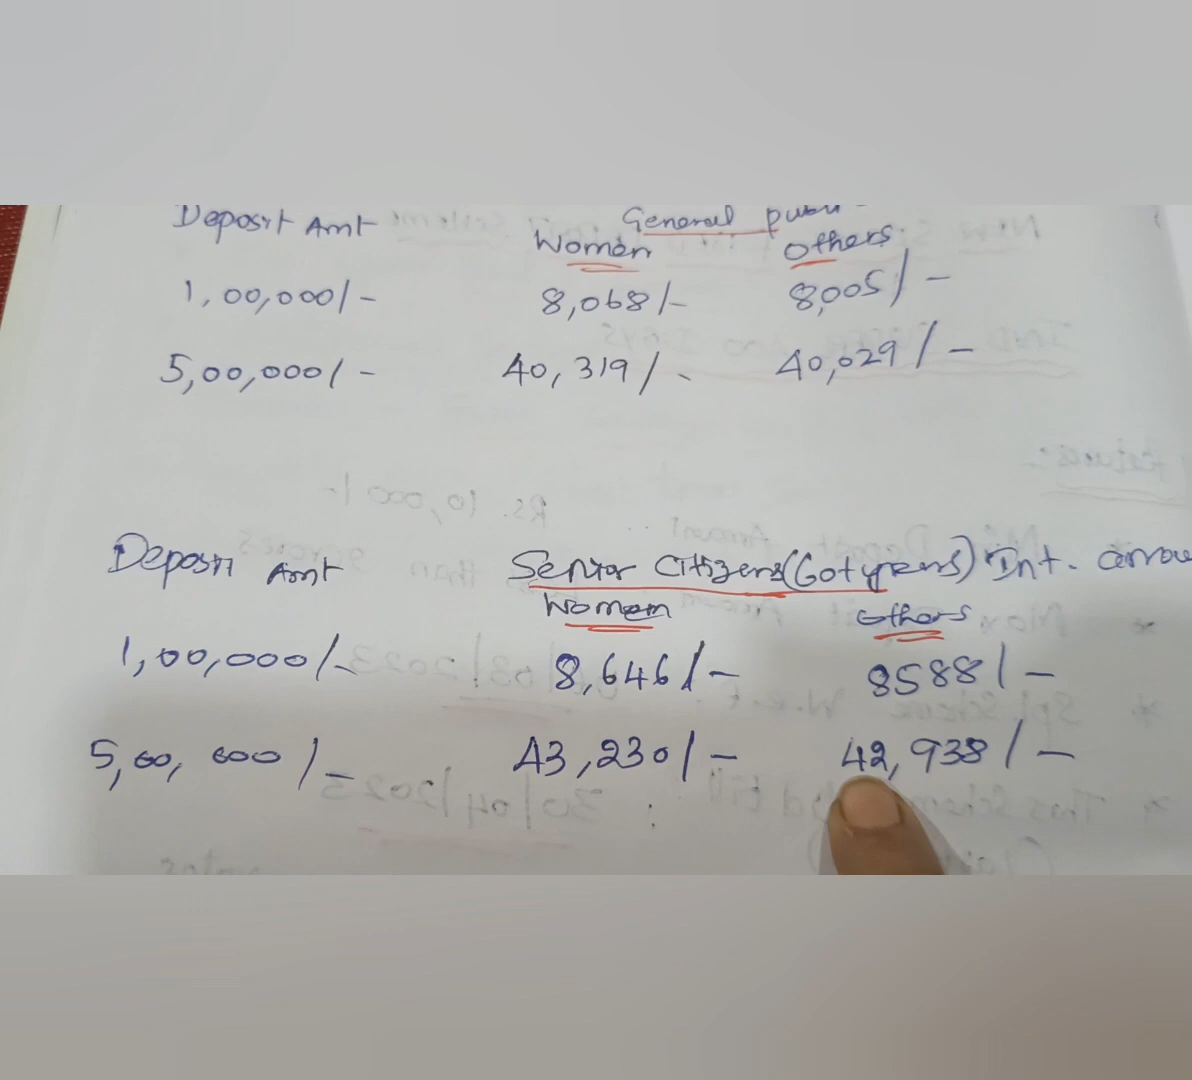 Deposit Amt General public
Women Others
1,00,000/- 8,068/- 8,005/-
5,00,000/- 40,319/- 40,029/-
Deposit Amt Senior Citizens (60+years) Int. amou
Women Others
1,00,000/- 8,646/- 8588/-
5,00,000/- 43,230/- 42,938/-